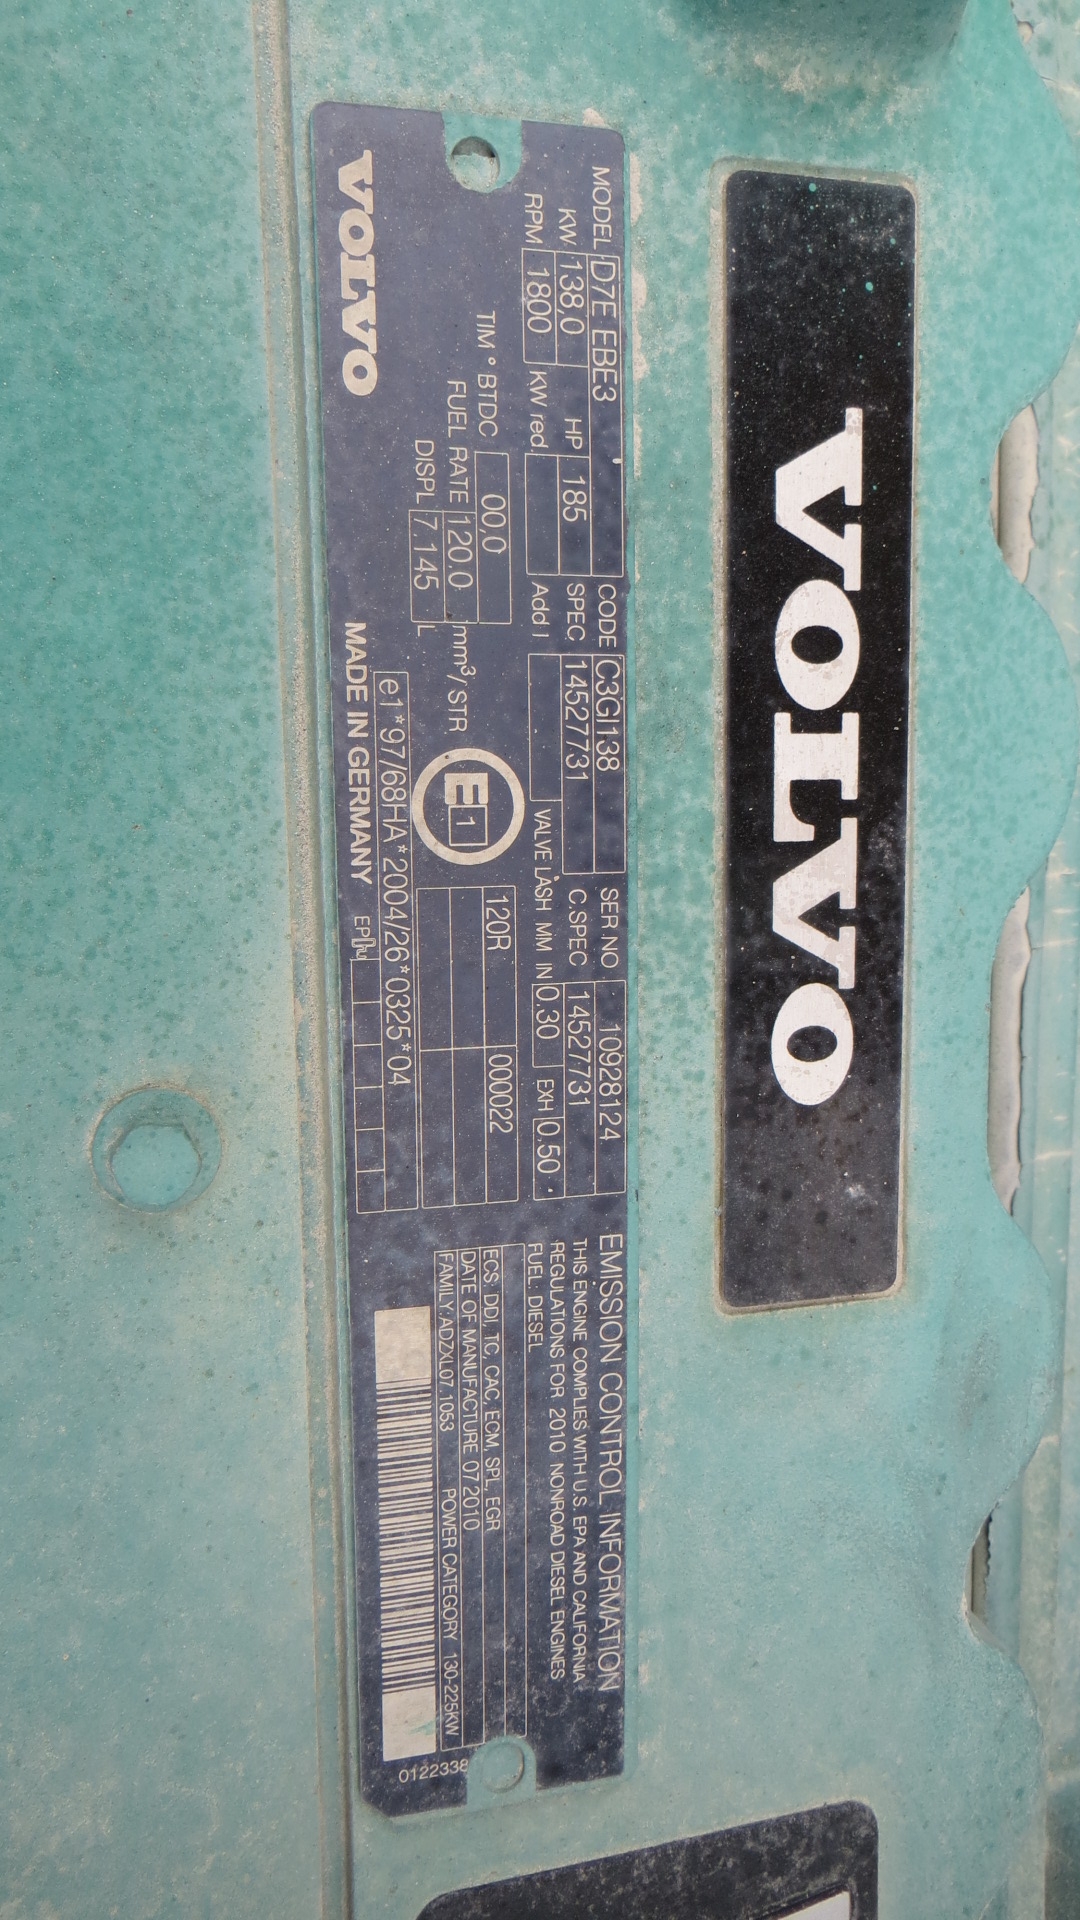 VOLVO
MODEL D7E EBE3 CODE C3GI138 SER NO 10928124
KW 138,0 HP 185 SPEC 14527731 C.SPEC 14527731
RPM 1800 KW red. Add I VALVE LASH MM IN 0.30 EXH 0,50
TIM ° BTDC 00,0 120R 000022
FUEL RATE 120,0 mm³/STR E 1
DISPL 7.145 L
e1*97/68HA*2004/26*0325*04
VOLVO MADE IN GERMANY
EMISSION CONTROL INFORMATION
THIS ENGINE COMPLIES WITH U.S. EPA AND CALIFORNIA
REGULATIONS FOR 2010 NONROAD DIESEL ENGINES
FUEL: DIESEL
ECS: DDI, TC, CAC, ECM, SPL, EGR
DATE OF MANUFACTURE 07 2010
FAMILY: ADZXL07.1053 POWER CATEGORY 130-225KW
0122338